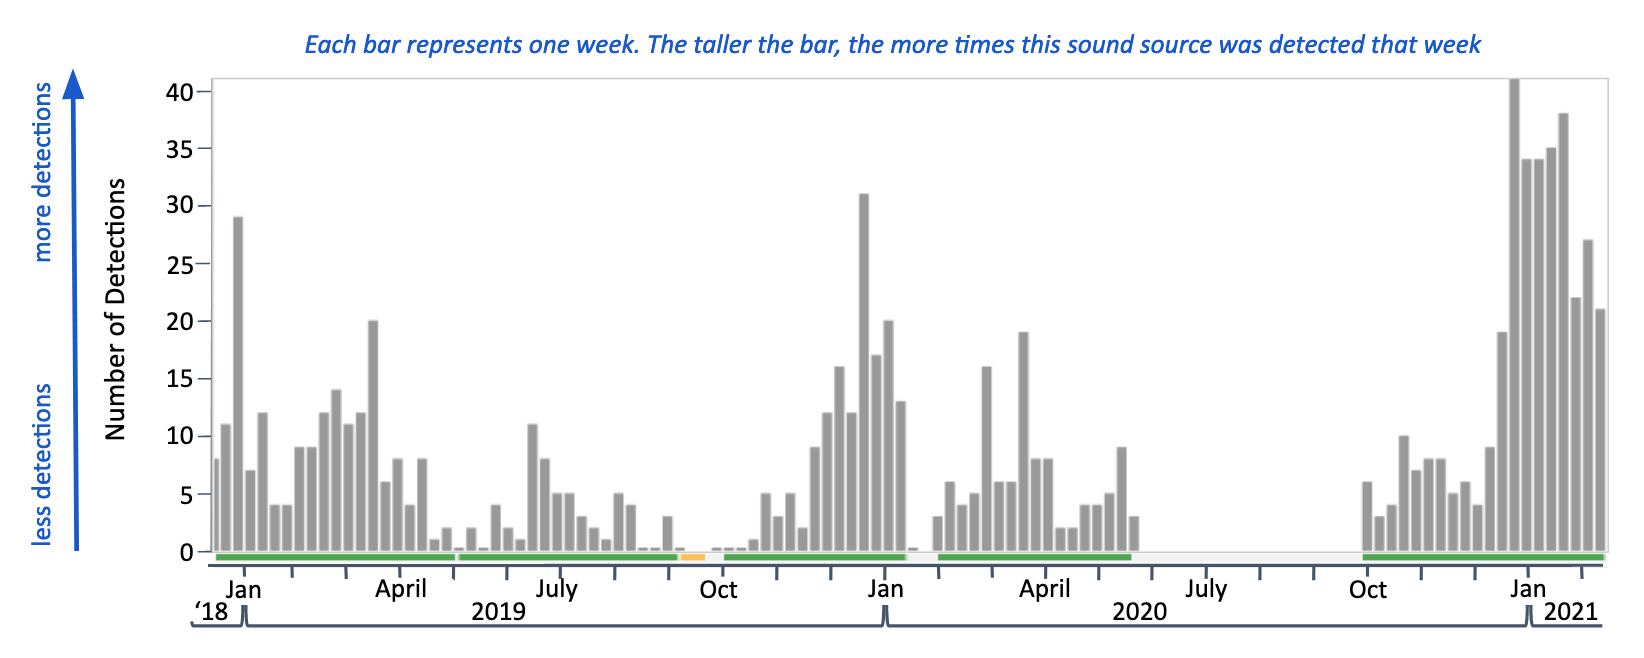 Each bar represents one week. The taller the bar, the more times this sound source was detected that week
more detections
less detections
Number of Detections
40
35
30
25
20
15
10
5
0
Jan April July Oct Jan April July Oct Jan
‘18 2019 2020 2021